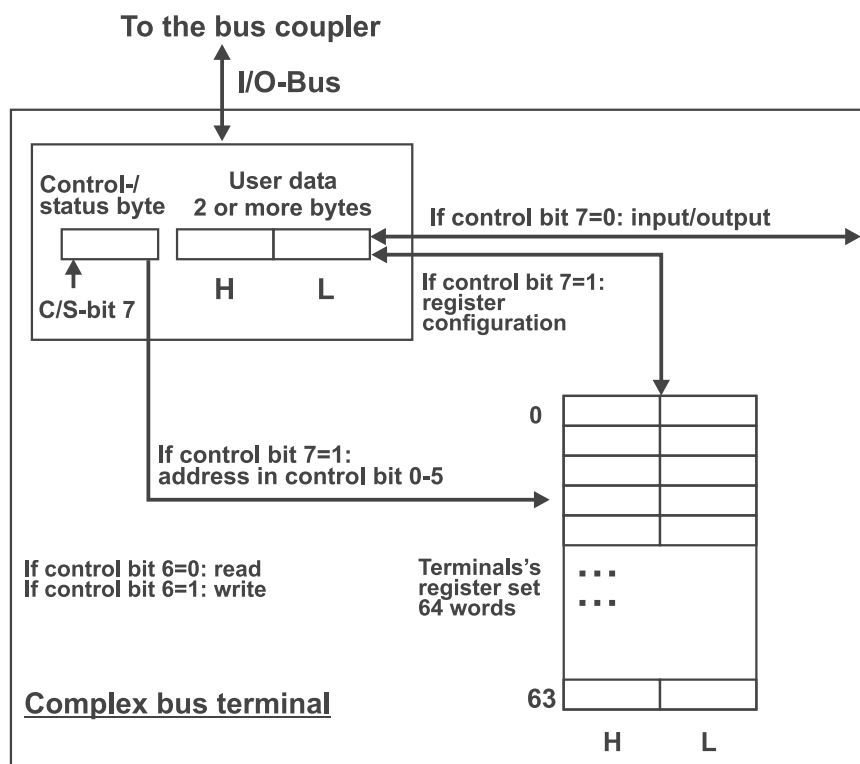 To the bus coupler
I/O-Bus
Control-/
status byte
User data
2 or more bytes
If control bit 7=0: input/output
H
L
C/S-bit 7
If control bit 7=1:
register
configuration
0
If control bit 7=1:
address in control bit 0-5
If control bit 6=0: read
If control bit 6=1: write
Terminals's
register set
64 words
...
...
Complex bus terminal
63
H
L